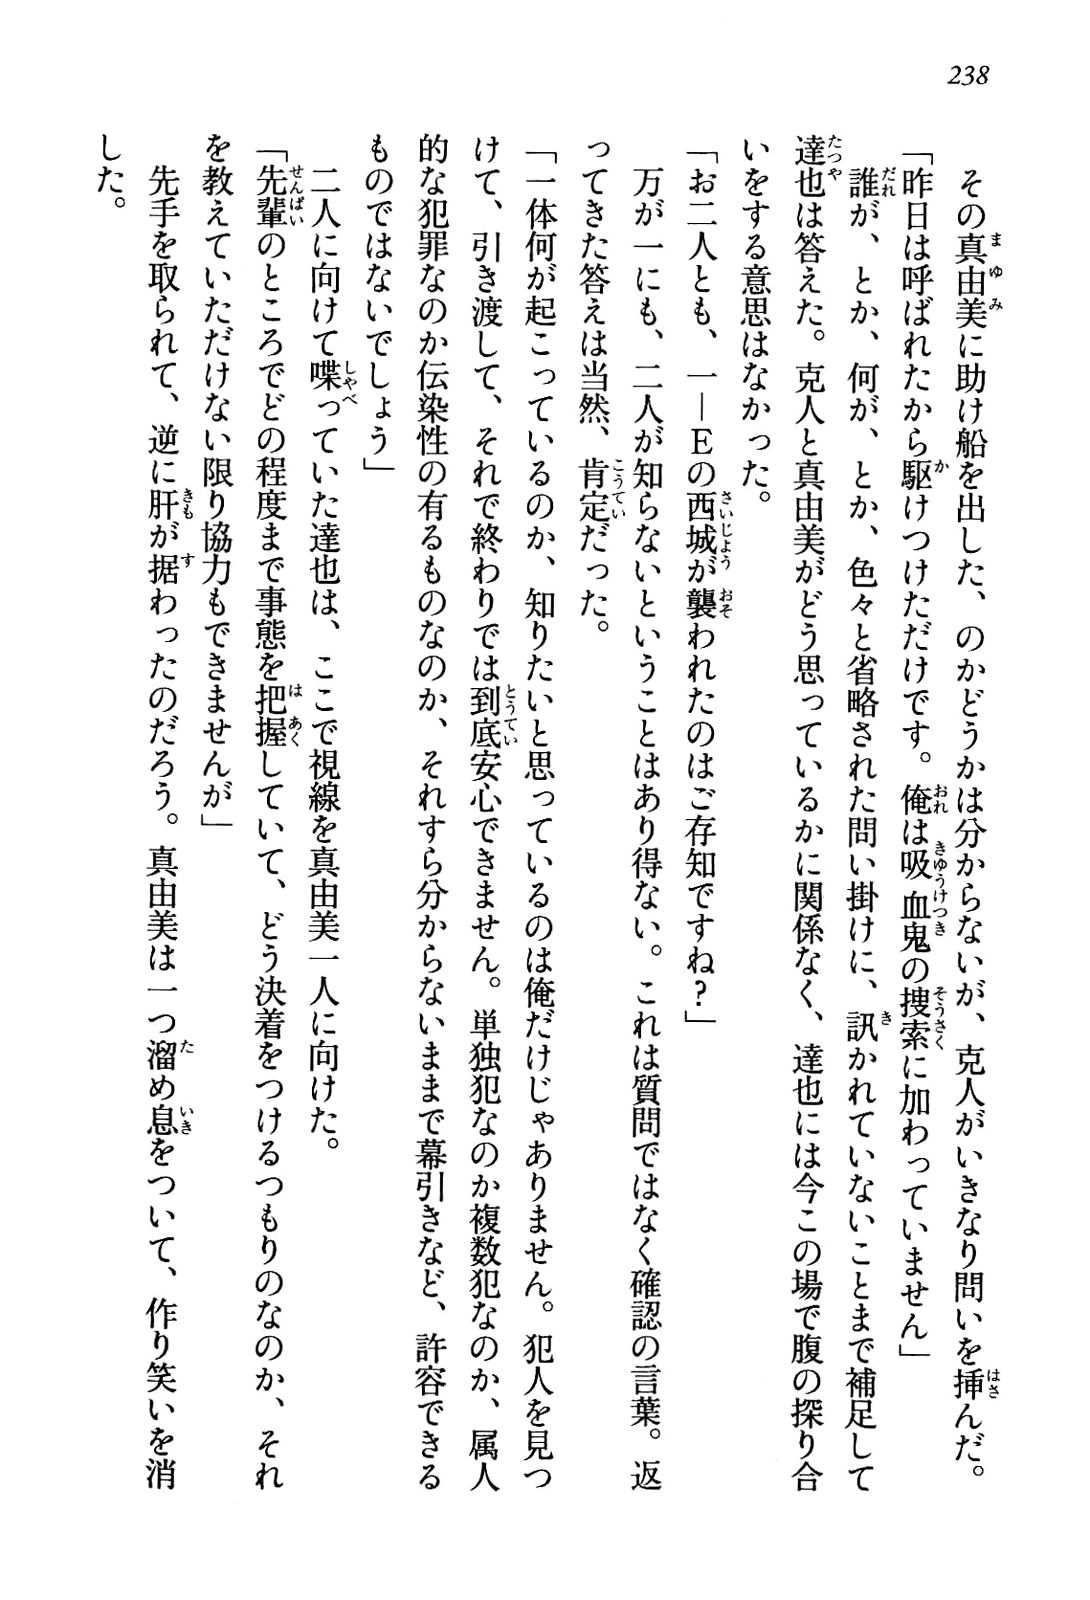 238
その真由美に助け船を出した、のかどうかは分からないが、克人がいきなり問いを挿んだ。
「昨日は呼ばれたから駆けつけただけです。俺は吸血鬼の捜索に加わっていません」
誰が、とか、何が、とか、色々と省略された問い掛けに、訊かれていないことまで補足して
達也は答えた。克人と真由美がどう思っているかに関係なく、達也には今この場で腹の探り合
いをする意思はなかった。
「お二人とも、一―Eの西城が襲われたのはご存知ですね?」
万が一にも、二人が知らないということはあり得ない。これは質問ではなく確認の言葉。返
ってきた答えは当然、肯定だった。
「一体何が起こっているのか、知りたいと思っているのは俺だけじゃありません。犯人を見つ
けて、引き渡して、それで終わりでは到底安心できません。単独犯なのか複数犯なのか、属人
的な犯罪なのか伝染性の有るものなのか、それすら分からないままで幕引きなど、許容できる
ものではないでしょう」
二人に向けて喋っていた達也は、ここで視線を真由美一人に向けた。
「先輩のところでどの程度まで事態を把握していて、どう決着をつけるつもりのなのか、それ
を教えていただけない限り協力もできませんが」
先手を取られて、逆に肝が据わったのだろう。真由美は一つ溜め息をついて、作り笑いを消
した。